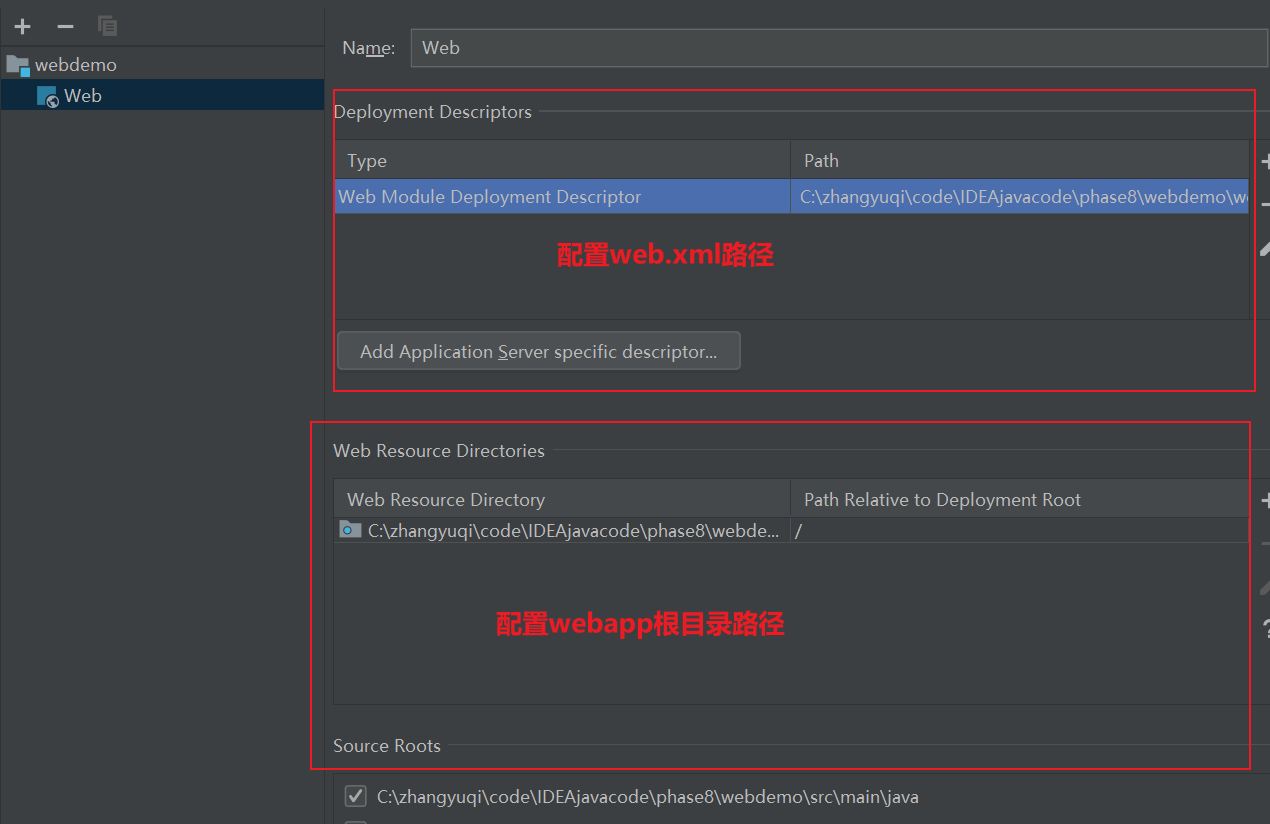 webdemo
Web
Name: Web
Deployment Descriptors
Type Path
Web Module Deployment Descriptor C:\zhangyuqi\code\IDEAjavacode\phase8\webdemo\w
配置web.xml路径
Add Application Server specific descriptor...
Web Resource Directories
Web Resource Directory Path Relative to Deployment Root
C:\zhangyuqi\code\IDEAjavacode\phase8\webde... /
配置webapp根目录路径
?
Source Roots
C:\zhangyuqi\code\IDEAjavacode\phase8\webdemo\src\main\java